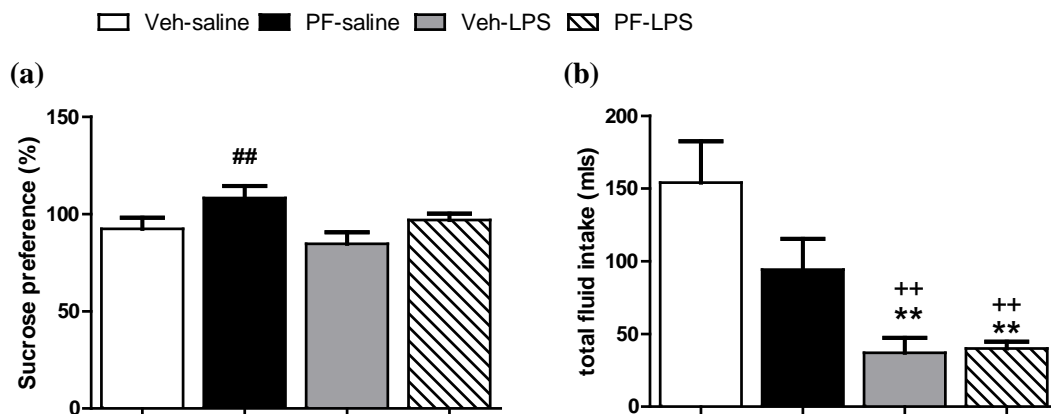 Veh-saline PF-saline Veh-LPS PF-LPS
(a)
Sucrose preference (%)
150
100
50
0
##
(b)
total fluid intake (mls)
200
150
100
50
0
++
**
++
**